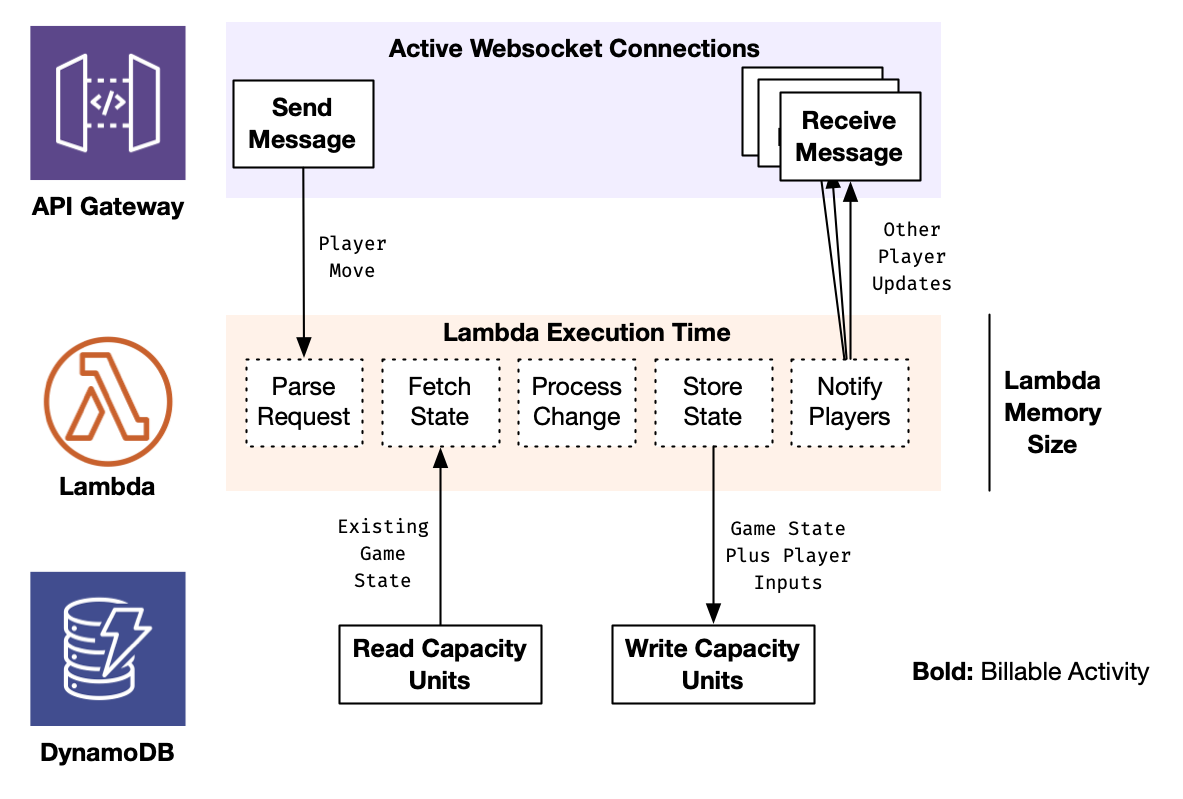 Active Websocket Connections
Send
Message
Receive
Message
API Gateway
Player
Move
Other
Player
Updates
Lambda Execution Time
Parse
Request
Fetch
State
Process
Change
Store
State
Notify
Players
Lambda
Memory
Size
Lambda
Existing
Game
State
Game State
Plus Player
Inputs
Read Capacity
Units
Write Capacity
Units
Bold: Billable Activity
DynamoDB